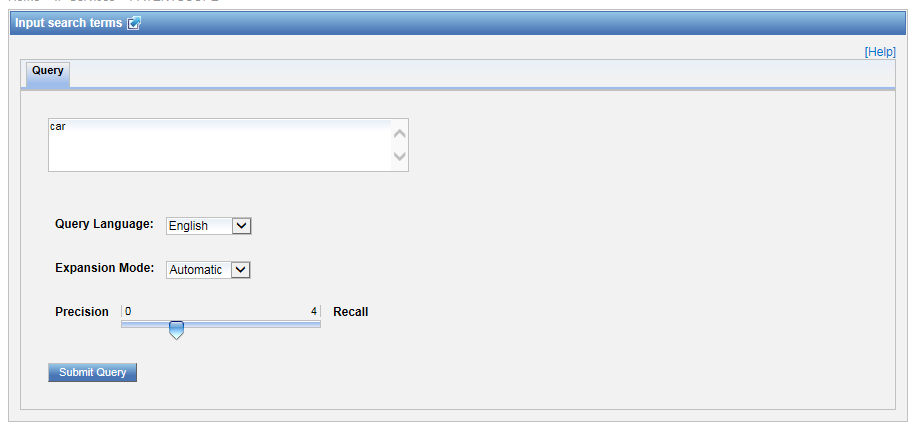 Input search terms
[Help]
Query
car
Query Language: English
Expansion Mode: Automatic
Precision 0 4 Recall
Submit Query